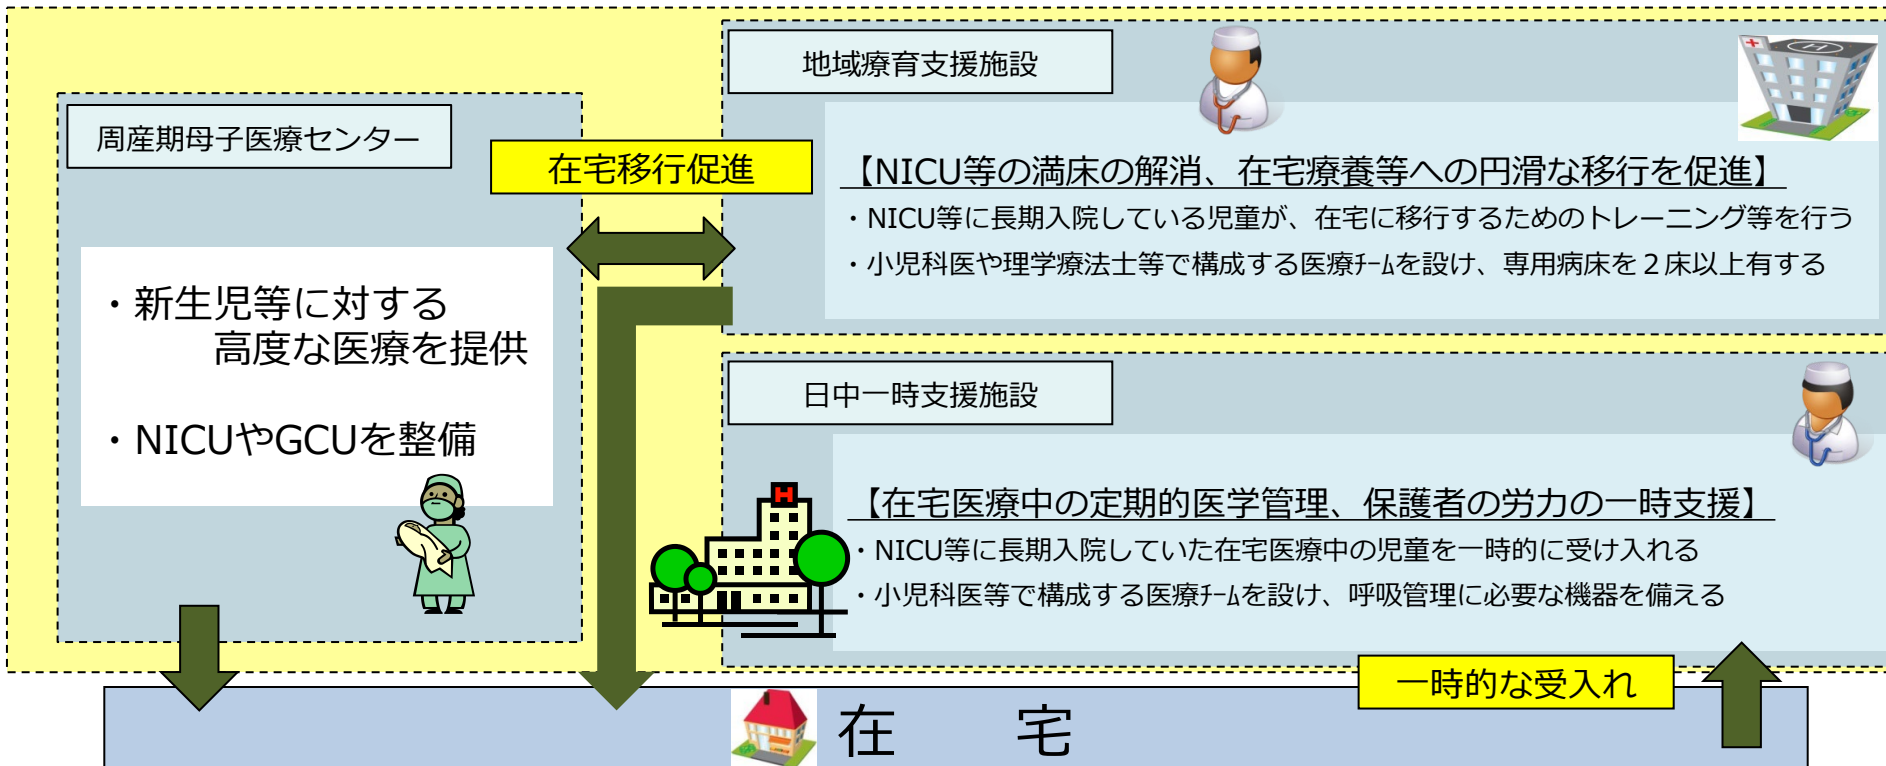 周産期母子医療センター
・新生児等に対する
高度な医療を提供
・NICUやGCUを整備
在宅移行促進
地域療育支援施設
H
【NICU等の満床の解消、在宅療養等への円滑な移行を促進】
・NICU等に長期入院している児童が、在宅に移行するためのトレーニング等を行う
・小児科医や理学療法士等で構成する医療ﾁｰﾑを設け、専用病床を２床以上有する
日中一時支援施設
H
【在宅医療中の定期的医学管理、保護者の労力の一時支援】
・NICU等に長期入院していた在宅医療中の児童を一時的に受け入れる
・小児科医等で構成する医療ﾁｰﾑを設け、呼吸管理に必要な機器を備える
一時的な受入れ
在　　宅